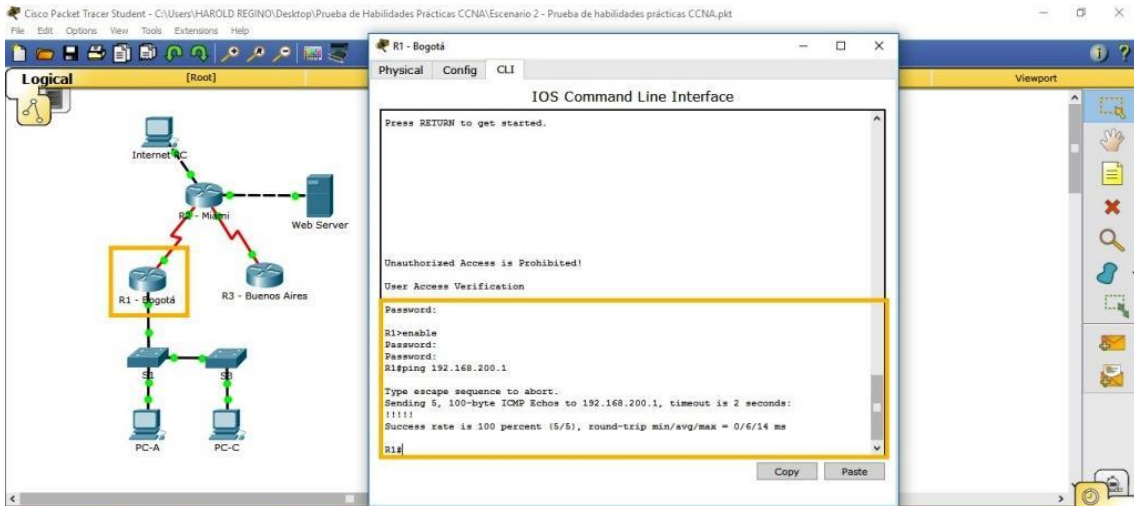 Cisco Packet Tracer Student - C:\Users\HAROLD REGINO\Desktop\Prueba de Habilidades Prácticas CCNA\Escenario 2 - Prueba de habilidades prácticas CCNA.pkt
File Edit Options View Tools Extensions Help
Logical
[Root]
Viewport
Internet PC
R2 - Miami
Web Server
R1 - Bogotá
R3 - Buenos Aires
S1
S3
PC-A
PC-C
R1 - Bogotá
Physical Config CLI
IOS Command Line Interface
Press RETURN to get started.
Unauthorized Access is Prohibited!
User Access Verification
Password:
R1>enable
Password:
Password:
R1#ping 192.168.200.1
Type escape sequence to abort.
Sending 5, 100-byte ICMP Echos to 192.168.200.1, timeout is 2 seconds:
!!!!!
Success rate is 100 percent (5/5), round-trip min/avg/max = 0/6/14 ms
R1#
Copy Paste